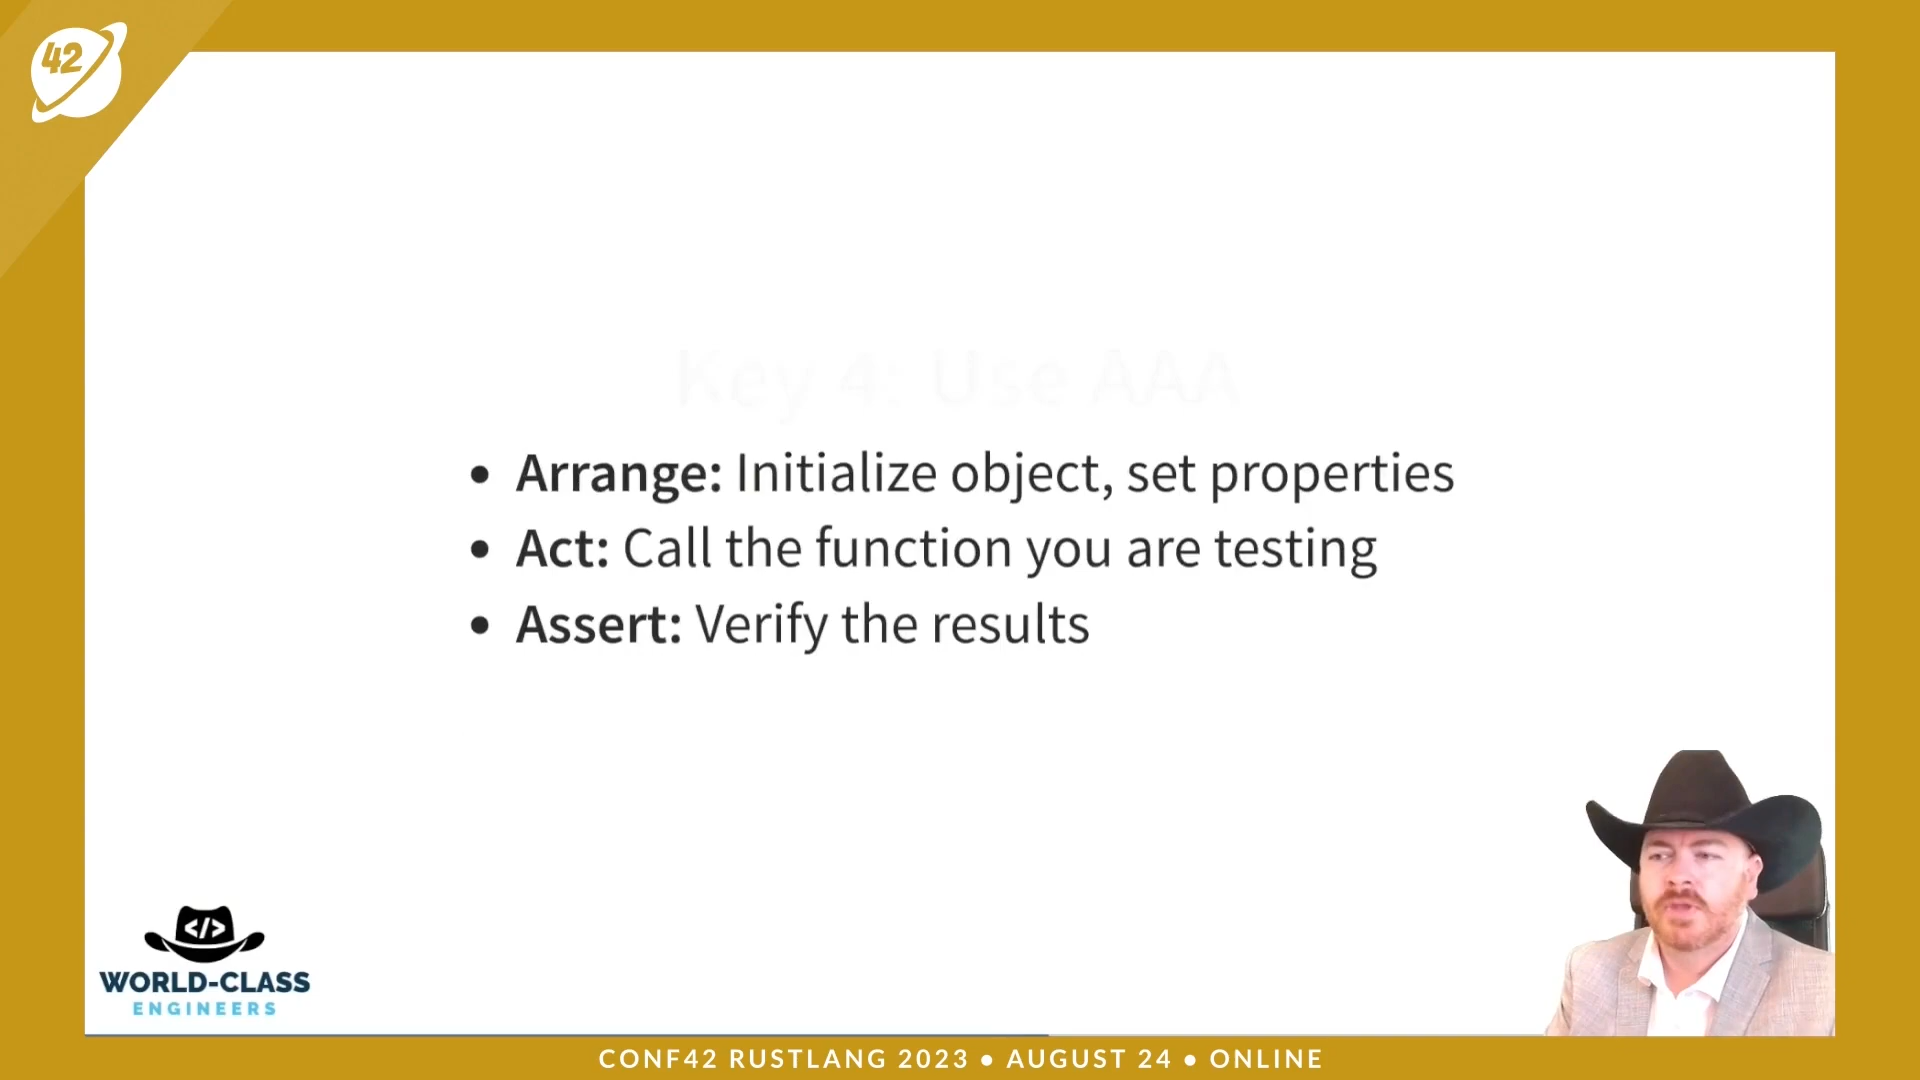 42
Key 4: Use AAA
• Arrange: Initialize object, set properties
• Act: Call the function you are testing
• Assert: Verify the results
</>
WORLD-CLASS
ENGINEERS
CONF42 RUSTLANG 2023 • AUGUST 24 • ONLINE